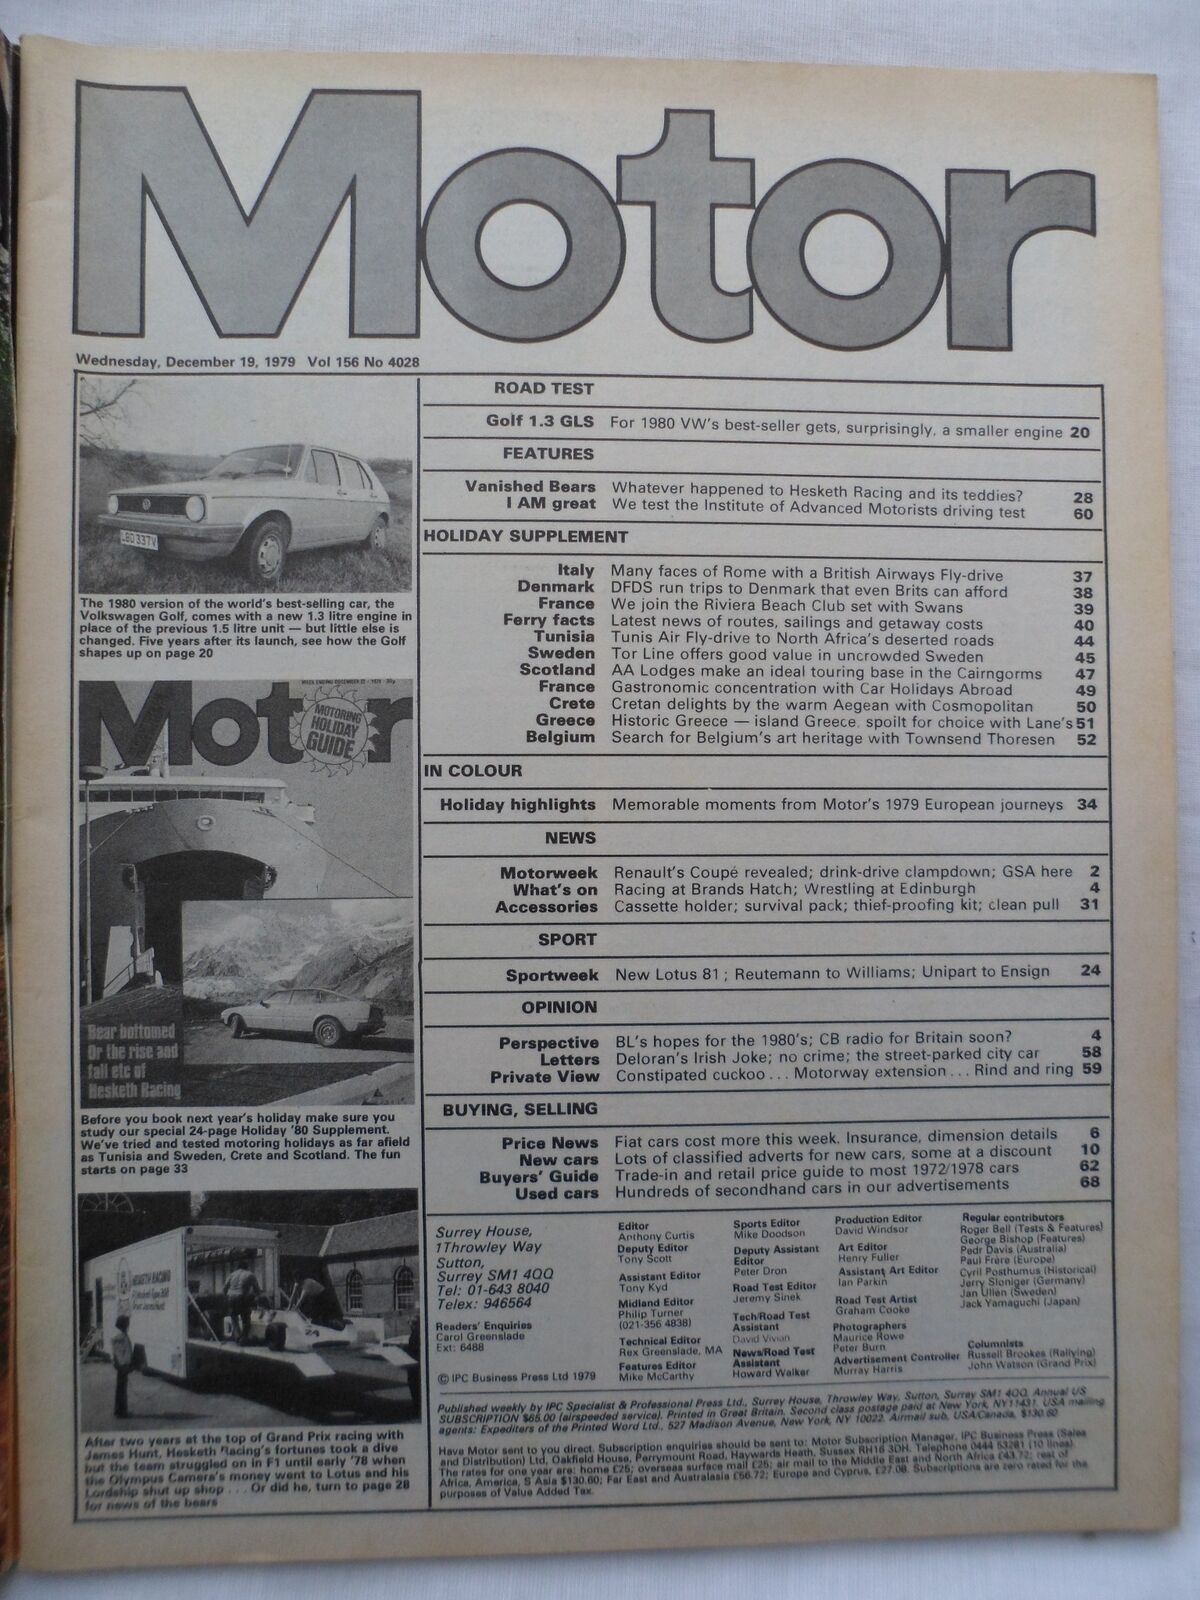 Motor
Wednesday, December 19, 1979 Vol 156 No 4028
LBD 337V
The 1980 version of the world's best-selling car, the
Volkswagen Golf, comes with a new 1.3 litre engine in
place of the previous 1.5 litre unit — but little else is
changed. Five years after its launch, see how the Golf
shapes up on page 20
WEEK ENDING DECEMBER 22 · 1979 30p
Motor
MOTORING
HOLIDAY
GUIDE
Bear bottomed
Or the rise and
fall etc of
Hesketh Racing
Before you book next year's holiday make sure you
study our special 24-page Holiday '80 Supplement.
We've tried and tested motoring holidays as far afield
as Tunisia and Sweden, Crete and Scotland. The fun
starts on page 33
HESKETH RACING
24
After two years at the top of Grand Prix racing with
James Hunt, Hesketh Racing's fortunes took a dive
but the team struggled on in F1 until early '78 when
the Olympus Camera's money went to Lotus and his
Lordship shut up shop . . . Or did he, turn to page 28
for news of the bears
ROAD TEST
Golf 1.3 GLS For 1980 VW's best-seller gets, surprisingly, a smaller engine 20
FEATURES
Vanished Bears Whatever happened to Hesketh Racing and its teddies? 28
I AM great We test the Institute of Advanced Motorists driving test 60
HOLIDAY SUPPLEMENT
Italy Many faces of Rome with a British Airways Fly-drive 37
Denmark DFDS run trips to Denmark that even Brits can afford 38
France We join the Riviera Beach Club set with Swans 39
Ferry facts Latest news of routes, sailings and getaway costs 40
Tunisia Tunis Air Fly-drive to North Africa's deserted roads 44
Sweden Tor Line offers good value in uncrowded Sweden 45
Scotland AA Lodges make an ideal touring base in the Cairngorms 47
France Gastronomic concentration with Car Holidays Abroad 49
Crete Cretan delights by the warm Aegean with Cosmopolitan 50
Greece Historic Greece — island Greece. spoilt for choice with Lane's 51
Belgium Search for Belgium's art heritage with Townsend Thoresen 52
IN COLOUR
Holiday highlights Memorable moments from Motor's 1979 European journeys 34
NEWS
Motorweek Renault's Coupé revealed; drink-drive clampdown; GSA here 2
What's on Racing at Brands Hatch; Wrestling at Edinburgh 4
Accessories Cassette holder; survival pack; thief-proofing kit; clean pull 31
SPORT
Sportweek New Lotus 81; Reutemann to Williams; Unipart to Ensign 24
OPINION
Perspective BL's hopes for the 1980's; CB radio for Britain soon? 4
Letters Deloran's Irish Joke; no crime; the street-parked city car 58
Private View Constipated cuckoo . . . Motorway extension . . . Rind and ring 59
BUYING, SELLING
Price News Fiat cars cost more this week. Insurance, dimension details 6
New cars Lots of classified adverts for new cars, some at a discount 10
Buyers' Guide Trade-in and retail price guide to most 1972/1978 cars 62
Used cars Hundreds of secondhand cars in our advertisements 68
Surrey House,
1 Throwley Way
Sutton,
Surrey SM1 4QQ
Tel: 01-643 8040
Telex: 946564
Readers' Enquiries
Carol Greenslade
Ext: 6488
© IPC Business Press Ltd 1979
Editor
Anthony Curtis
Deputy Editor
Tony Scott
Assistant Editor
Tony Kyd
Midland Editor
Philip Turner
(021-356 4838)
Technical Editor
Rex Greenslade, MA
Features Editor
Mike McCarthy
Sports Editor
Mike Doodson
Deputy Assistant
Editor
Peter Dron
Road Test Editor
Jeremy Sinek
Tech/Road Test
Assistant
David Vivian
News/Road Test
Assistant
Howard Walker
Production Editor
David Windsor
Art Editor
Henry Fuller
Assistant Art Editor
Ian Parkin
Road Test Artist
Graham Cooke
Photographers
Maurice Rowe
Peter Burn
Advertisement Controller
Murray Harris
Regular contributors
Roger Bell (Tests & Features)
George Bishop (Features)
Pedr Davis (Australia)
Paul Frère (Europe)
Cyril Posthumus (Historical)
Jerry Sloniger (Germany)
Jan Ullén (Sweden)
Jack Yamaguchi (Japan)
Columnists
Russell Brookes (Rallying)
John Watson (Grand Prix)
Published weekly by IPC Specialist & Professional Press Ltd., Surrey House, Throwley Way, Sutton, Surrey SM1 4QQ. Annual US
SUBSCRIPTION $65.00 (airspeeded service). Printed in Great Britain. Second class postage paid at New York, NY11431. USA mailing
agents: Expediters of the Printed Word Ltd., 527 Madison Avenue, New York, NY 10022. Airmail sub, USA/Canada, $130.60
Have Motor sent to you direct. Subscription enquiries should be sent to: Motor Subscription Manager, IPC Business Press (Sales
and Distribution) Ltd, Oakfield House, Perrymount Road, Haywards Heath, Sussex RH16 3DH. Telephone 0444 53281 (10 lines).
The rates for one year are: home £25; overseas surface mail £25; air mail to the Middle East and North Africa £43.72; rest of
Africa, America, S Asia $130.60; Far East and Australasia £56.72; Europe and Cyprus, £27.08. Subscriptions are zero rated for the
purposes of Value Added Tax.